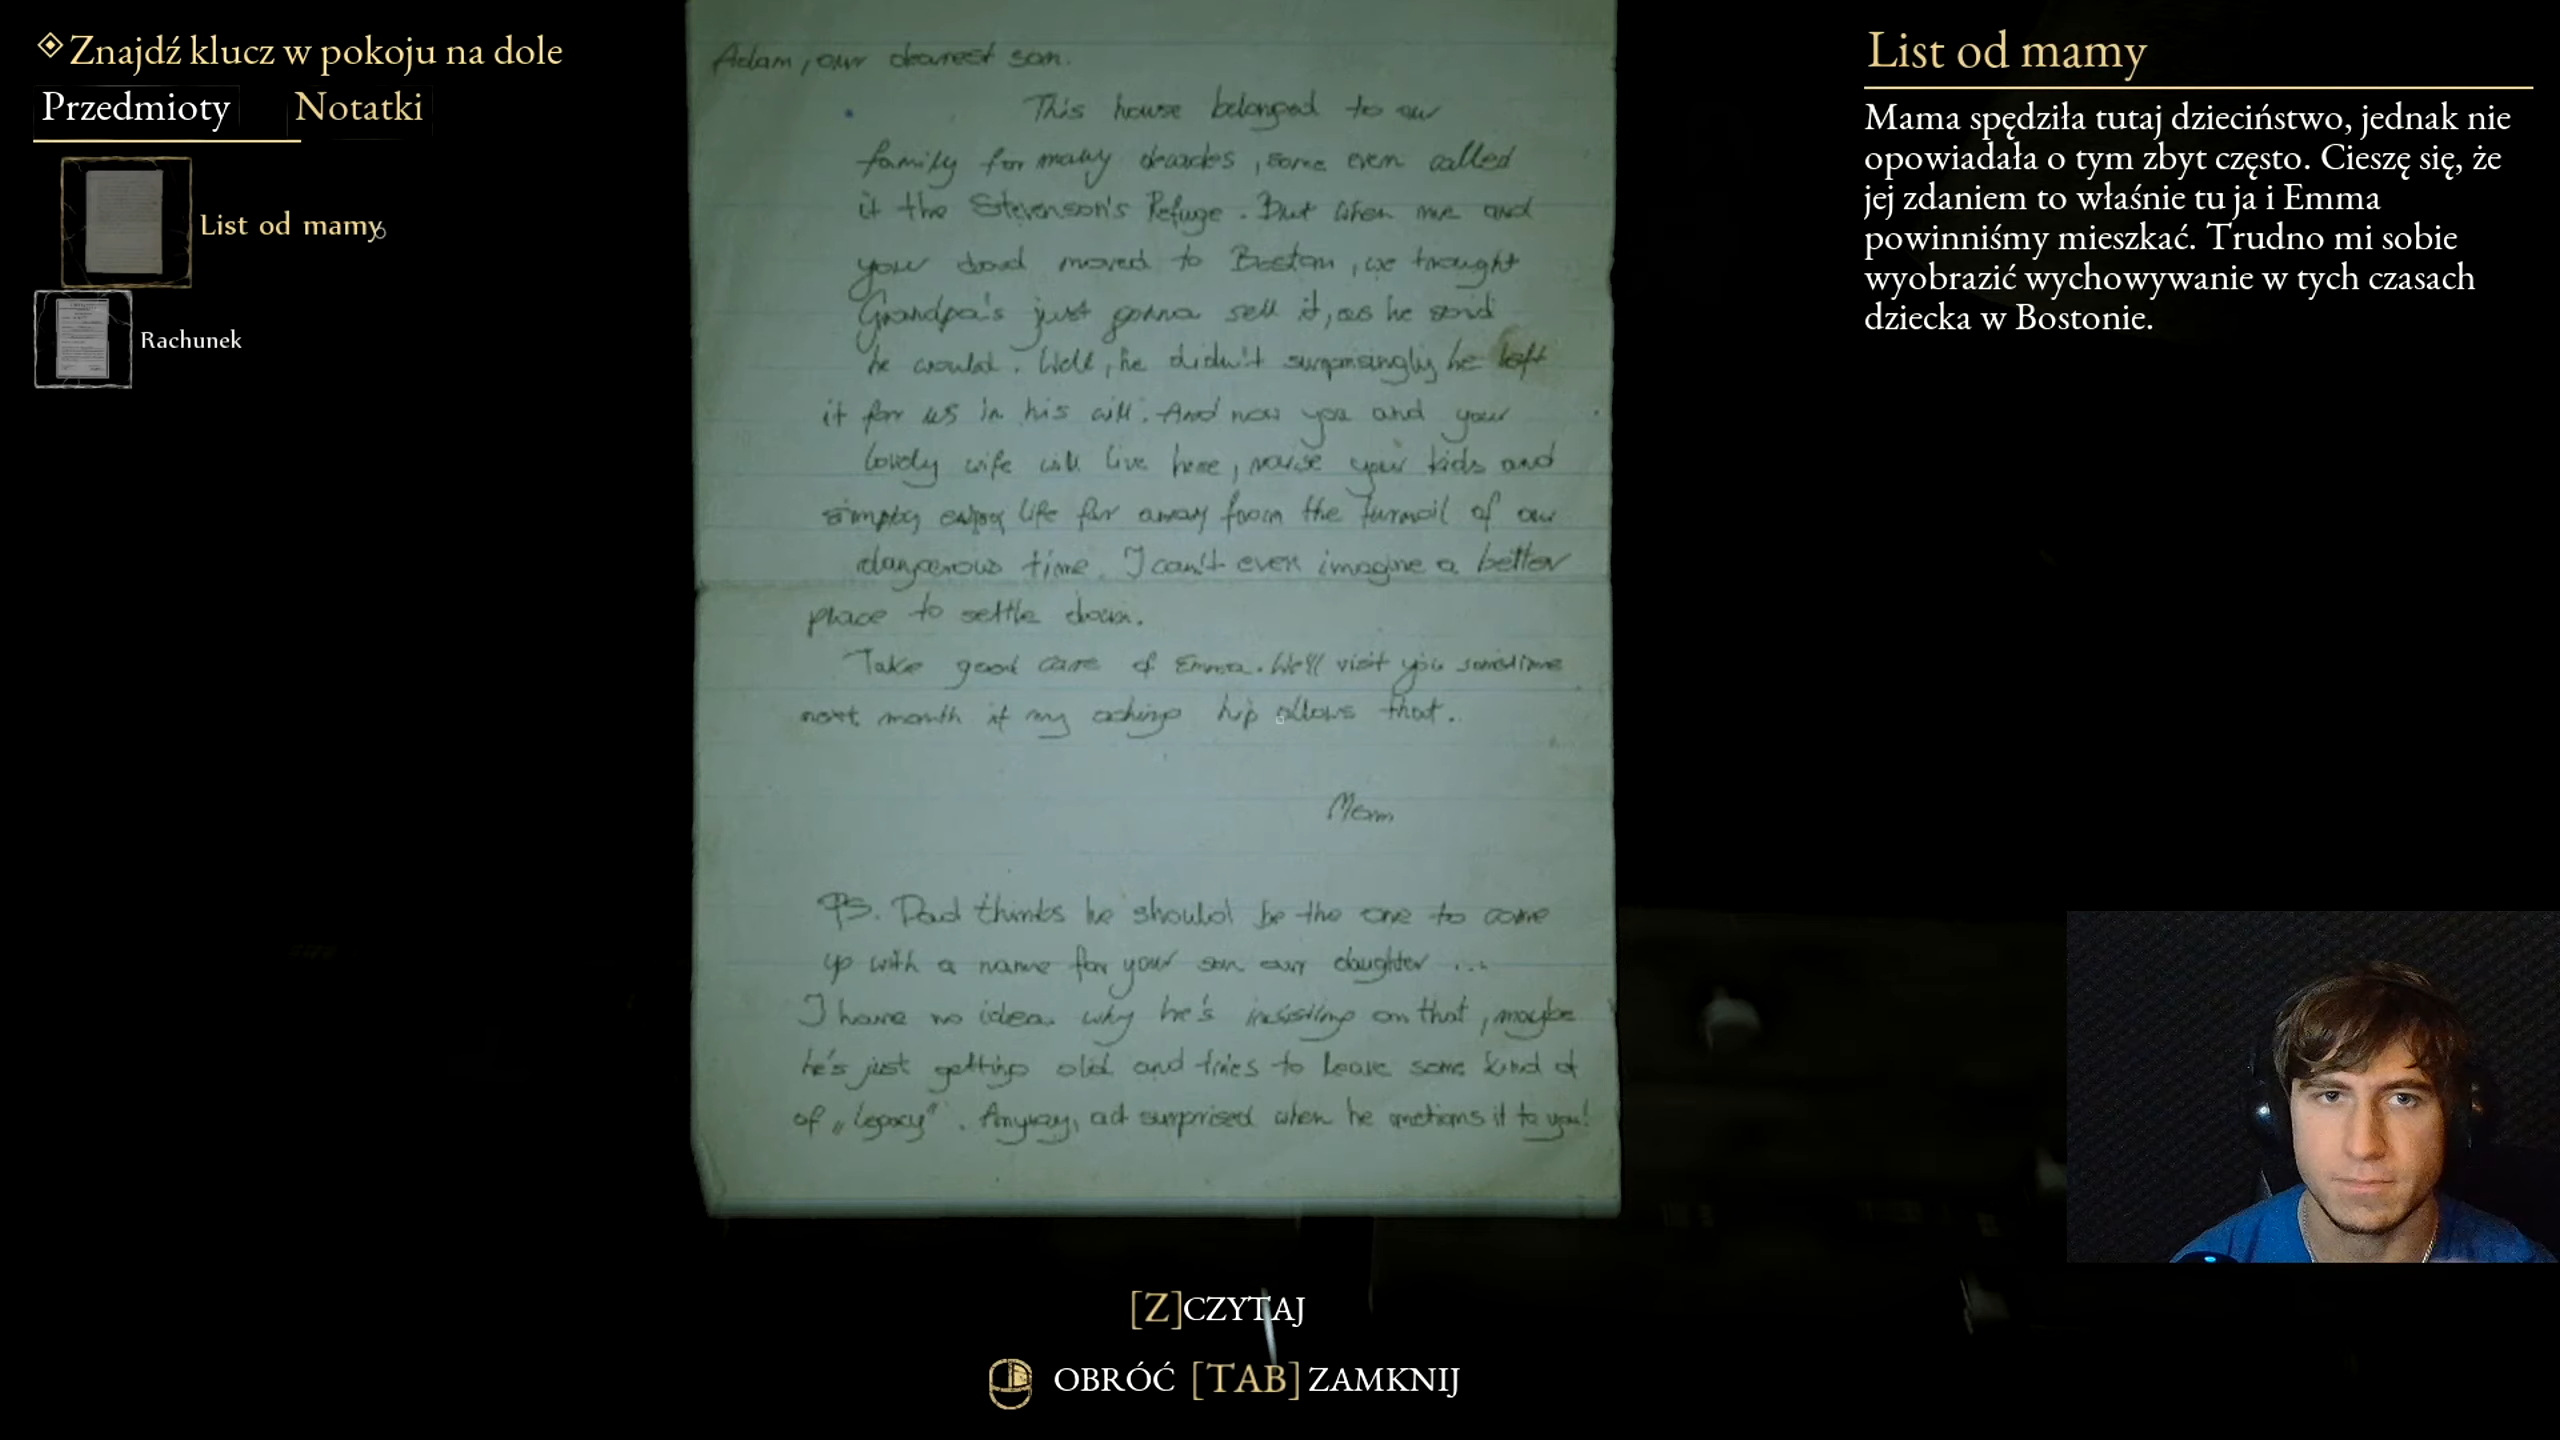 Znajdź klucz w pokoju na dole
Przedmioty Notatki
List od mamy
Rachunek
Adam, our dearest son.
This house belonged to our
family for many decades, some even called
it the Stevenson's Refuge. But when me and
your dad moved to Boston, we thought
Grandpa's just gonna sell it, as he said
he would. Well, he didn't surprisingly he left
it for us in his will. And now you and your
lovely wife will live here, raise your kids and
simply enjoy life far away from the turmoil of our
dangerous time. I can't even imagine a better
place to settle down.
Take good care of Emma. We'll visit you sometime
next month if my aching hip allows that.
Mom
PS. Dad thinks he should be the one to come
up with a name for your son our daughter ...
I have no idea why he's insisting on that, maybe
he's just getting old and tries to leave some kind of
of „legacy". Anyway, act surprised when he metions it to you!
List od mamy
Mama spędziła tutaj dzieciństwo, jednak nie
opowiadała o tym zbyt często. Cieszę się, że
jej zdaniem to właśnie tu ja i Emma
powinniśmy mieszkać. Trudno mi sobie
wyobrazić wychowywanie w tych czasach
dziecka w Bostonie.
[Z]CZYTAJ
OBRÓĆ [TAB]ZAMKNIJ